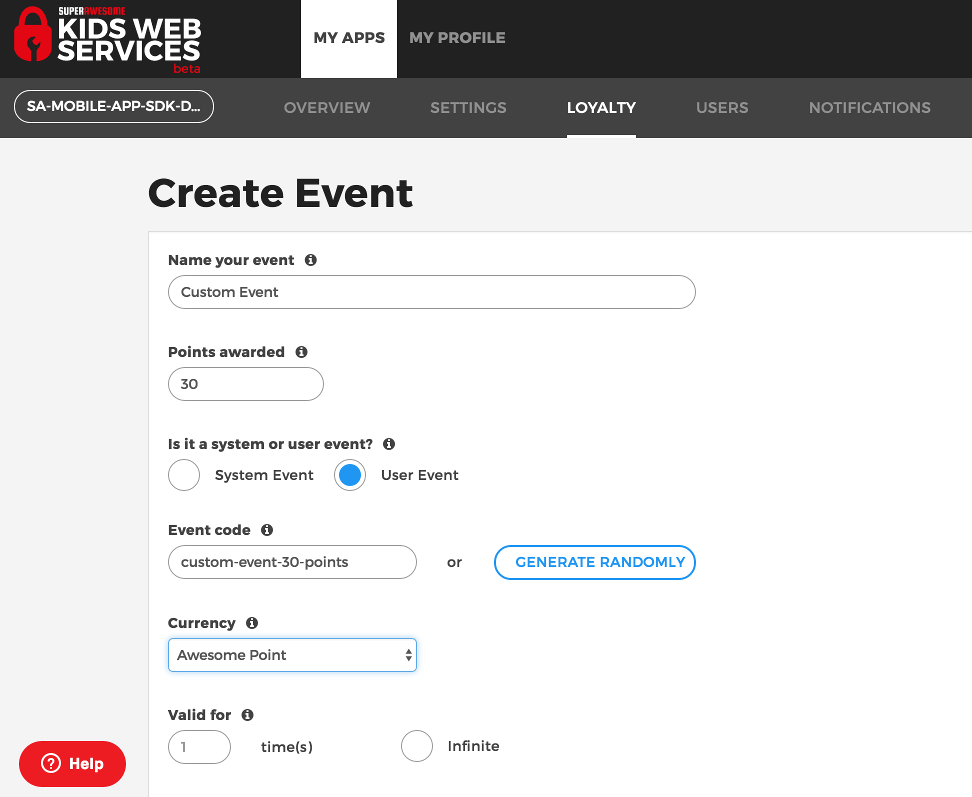 SUPERAWESOME
KIDS WEB
SERVICES
beta
MY APPS
MY PROFILE
SA-MOBILE-APP-SDK-D...
OVERVIEW
SETTINGS
LOYALTY
USERS
NOTIFICATIONS
Create Event
Name your event
Custom Event
Points awarded
30
Is it a system or user event?
System Event
User Event
Event code
custom-event-30-points
or
GENERATE RANDOMLY
Currency
Awesome Point
Valid for
1
time(s)
Infinite
Help